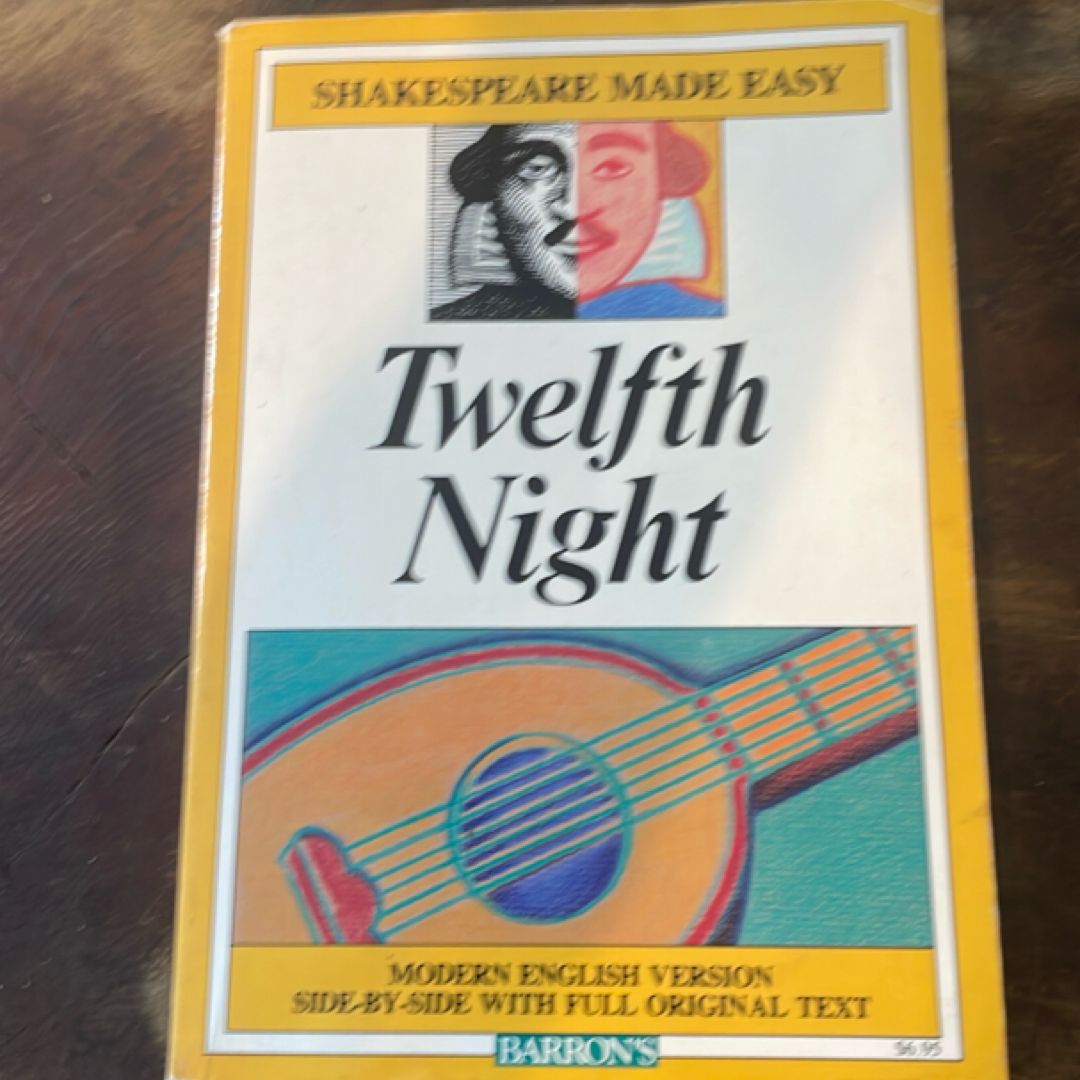 SHAKESPEARE MADE EASY
Twelfth
Night
MODERN ENGLISH VERSION
SIDE-BY-SIDE WITH FULL ORIGINAL TEXT
BARRON'S
$6.95